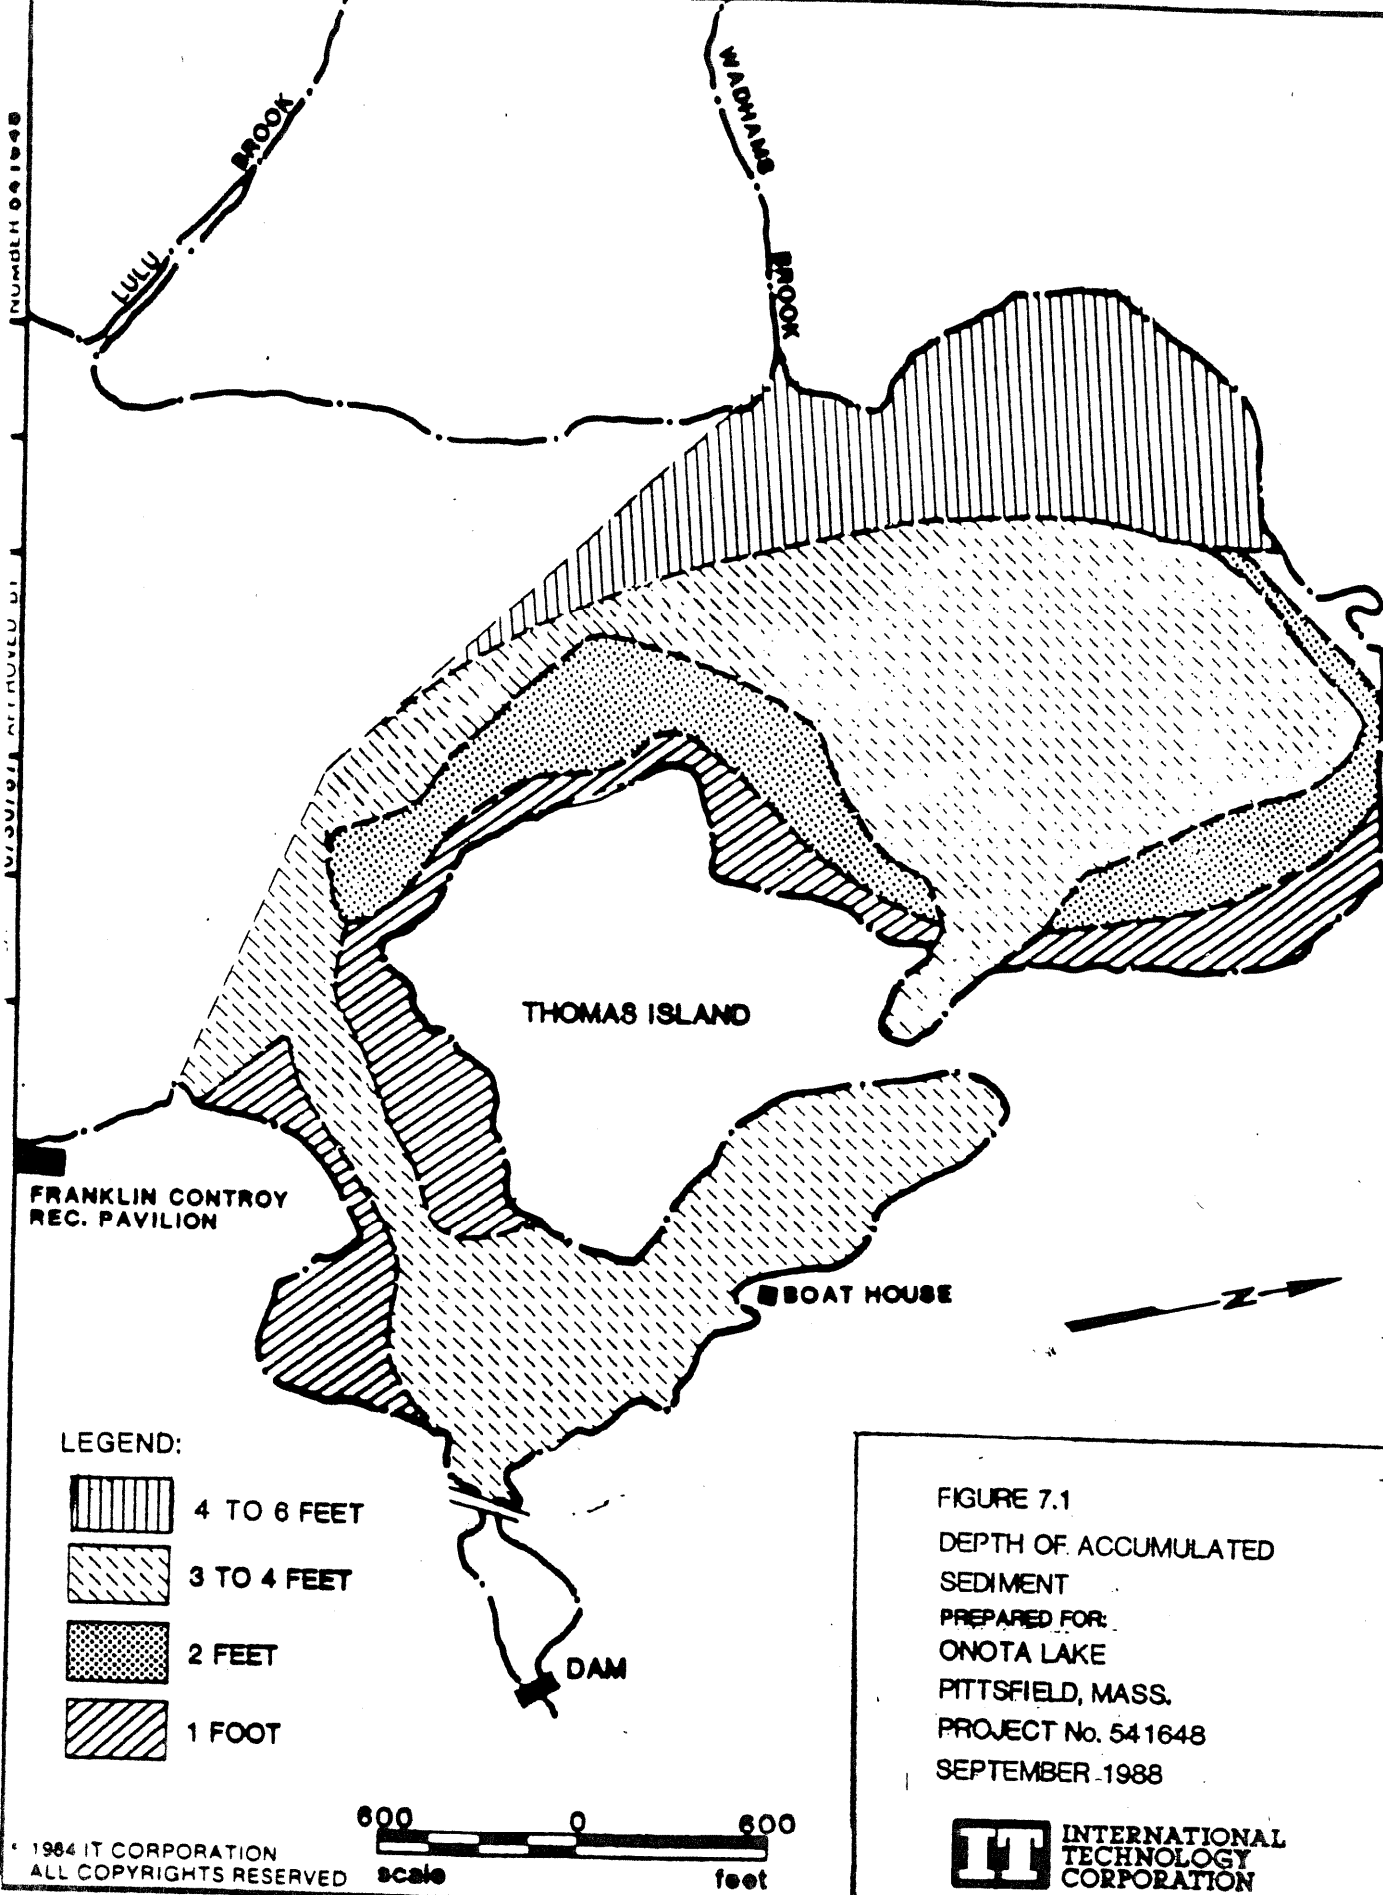 WADHAMS
BROOK
LULU
BROOK
NUMBER 541648
THOMAS ISLAND
FRANKLIN CONTROY
REC. PAVILION
BOAT HOUSE
N
LEGEND:
4 TO 6 FEET
3 TO 4 FEET
2 FEET
1 FOOT
DAM
FIGURE 7.1
DEPTH OF ACCUMULATED
SEDIMENT
PREPARED FOR:
ONOTA LAKE
PITTSFIELD, MASS.
PROJECT No. 541648
SEPTEMBER 1988
600 0 600
scale feet
1984 IT CORPORATION
ALL COPYRIGHTS RESERVED
IT
INTERNATIONAL
TECHNOLOGY
CORPORATION